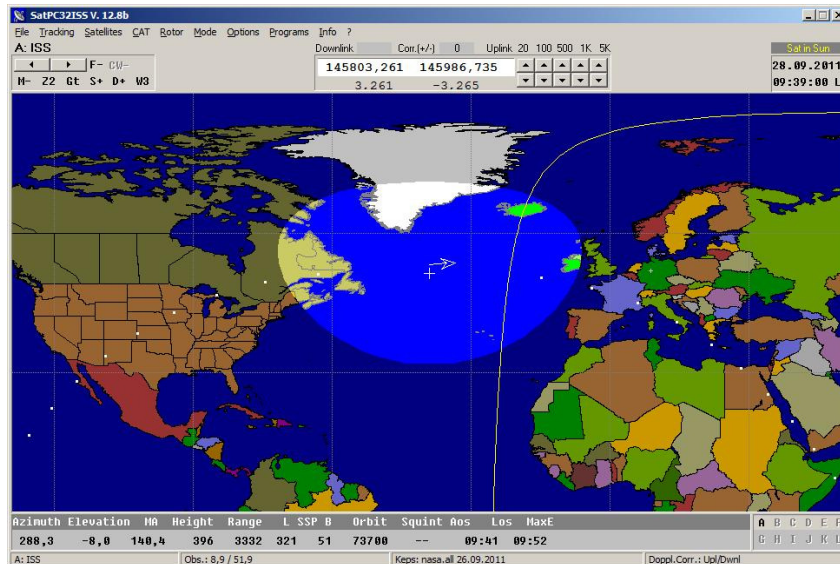 SatPC32ISS V. 12.8b
File Tracking Satellites CAT Rotor Mode Options Programs Info ?
A: ISS
Downlink Corr.(+/-) 0 Uplink 20 100 500 1K 5K
Sat in Sun
F- CW-
145803,261 145986,735
28.09.2011
M- Z2 Gt S+ D+ W3
3.261 -3.265
09:39:00 L
Azimuth Elevation MA Height Range L SSP B Orbit Squint Aos Los MaxE
A B C D E F
288,3 -8,0 140,4 396 3332 321 51 73700 -- 09:41 09:52
G H I J K L
A: ISS Obs.: 8,9 / 51,9 Keps: nasa.all 26.09.2011 Doppl.Corr.: Upl/Dwnl